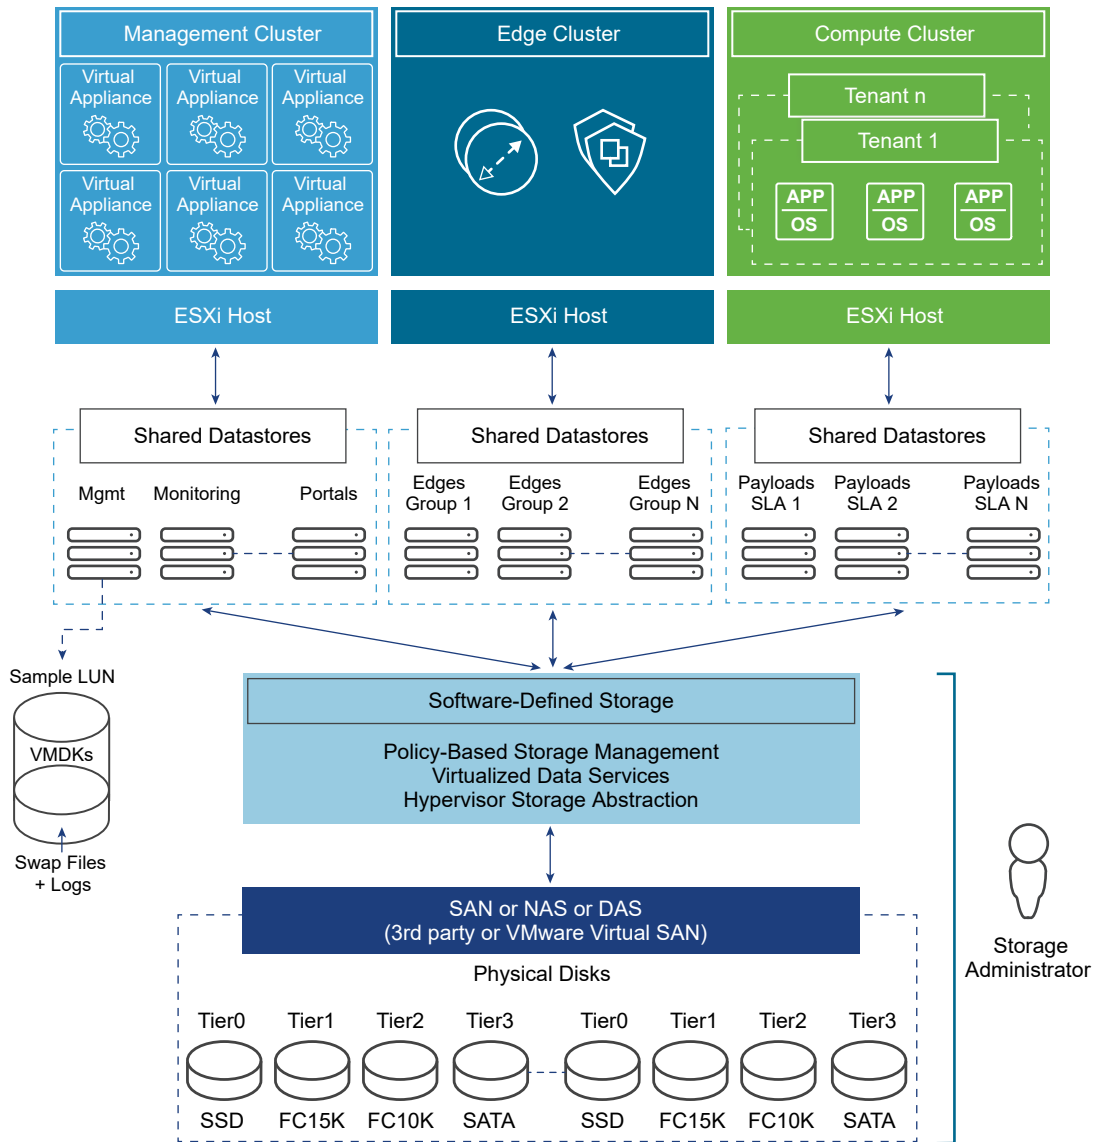 Management Cluster
Edge Cluster
Compute Cluster
Virtual
Appliance
Virtual
Appliance
Virtual
Appliance
Virtual
Appliance
Virtual
Appliance
Virtual
Appliance
Tenant n
Tenant 1
APP
OS
APP
OS
APP
OS
ESXi Host
ESXi Host
ESXi Host
Shared Datastores
Shared Datastores
Shared Datastores
Mgmt
Monitoring
Portals
Edges
Group 1
Edges
Group 2
Edges
Group N
Payloads
SLA 1
Payloads
SLA 2
Payloads
SLA N
Sample LUN
VMDKs
Swap Files
+ Logs
Software-Defined Storage
Policy-Based Storage Management
Virtualized Data Services
Hypervisor Storage Abstraction
SAN or NAS or DAS
(3rd party or VMware Virtual SAN)
Physical Disks
Tier0
Tier1
Tier2
Tier3
Tier0
Tier1
Tier2
Tier3
SSD
FC15K
FC10K
SATA
SSD
FC15K
FC10K
SATA
Storage
Administrator